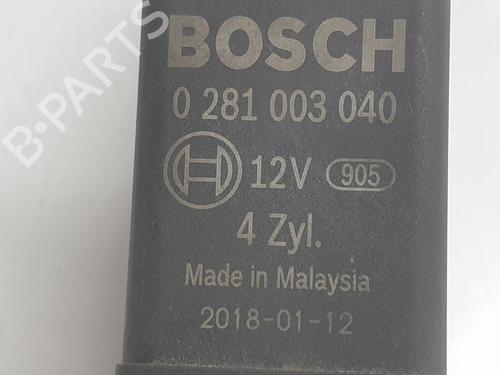 BOSCH
0 281 003 040
12V 905
4 Zyl.
Made in Malaysia
2018-01-12
B-PARTS